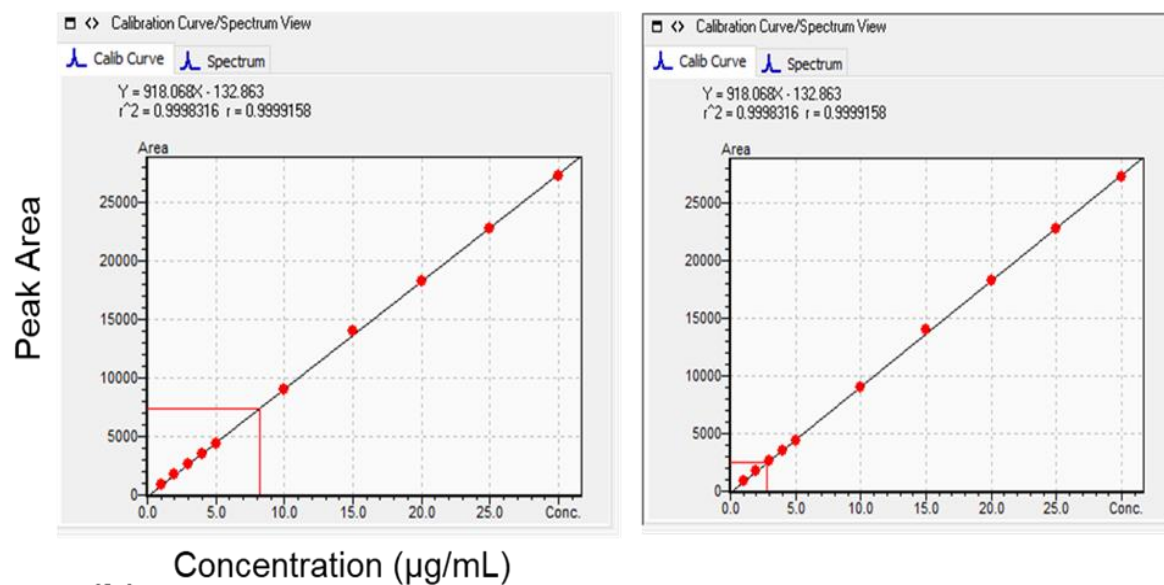 Calibration Curve/Spectrum View
Calib Curve Spectrum
Y = 918.068X - 132.863
r^2 = 0.9998316 r = 0.9999158
Area
25000
20000
15000
10000
5000
0
0.0 5.0 10.0 15.0 20.0 25.0 Conc.
Calibration Curve/Spectrum View
Calib Curve Spectrum
Y = 918.068X - 132.863
r^2 = 0.9998316 r = 0.9999158
Area
25000
20000
15000
10000
5000
0
0.0 5.0 10.0 15.0 20.0 25.0 Conc.
Peak Area
Concentration (µg/mL)